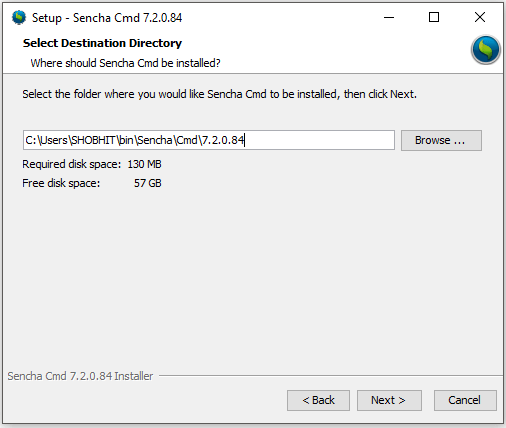 Setup - Sencha Cmd 7.2.0.84
Select Destination Directory
Where should Sencha Cmd be installed?
Select the folder where you would like Sencha Cmd to be installed, then click Next.
C:\Users\SHOBHIT\bin\Sencha\Cmd\7.2.0.84
Browse ...
Required disk space: 130 MB
Free disk space: 57 GB
Sencha Cmd 7.2.0.84 Installer
< Back Next > Cancel